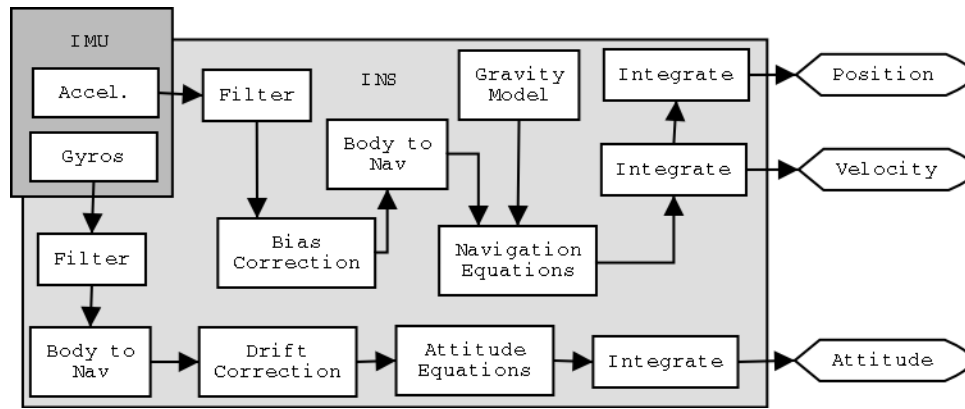 IMU
Accel.
Gyros
INS
Filter
Gravity
Model
Integrate
Position
Body to
Nav
Integrate
Velocity
Filter
Bias
Correction
Navigation
Equations
Body to
Nav
Drift
Correction
Attitude
Equations
Integrate
Attitude